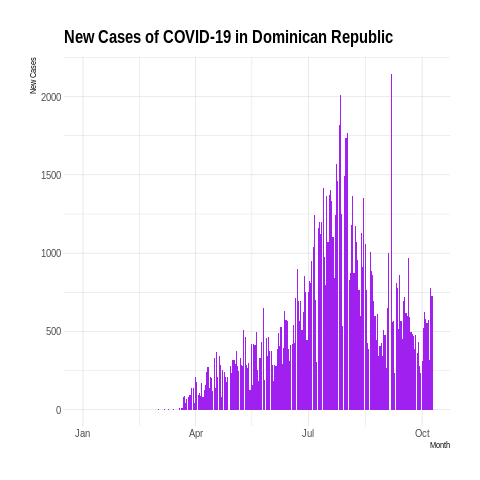 New Cases of COVID-19 in Dominican Republic
New Cases
2000
1500
1000
500
0
Jan Apr Jul Oct
Month